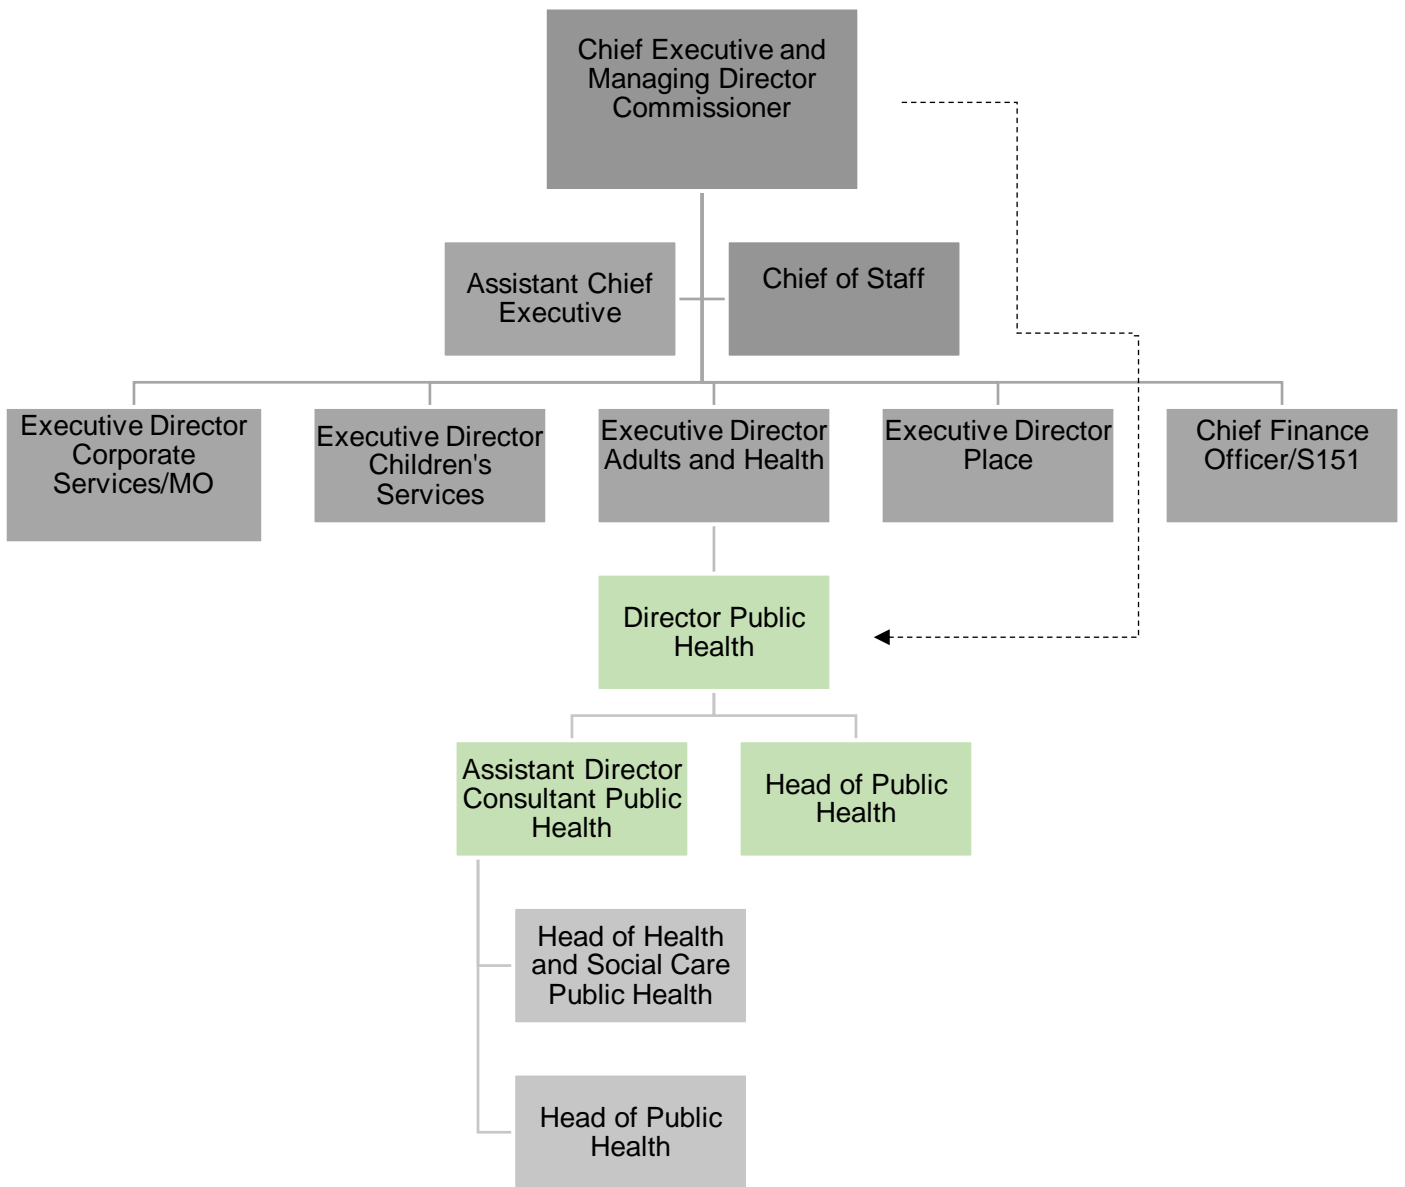 Chief Executive and
Managing Director
Commissioner
Assistant Chief
Executive
Chief of Staff
Executive Director
Corporate
Services/MO
Executive Director
Children's
Services
Executive Director
Adults and Health
Executive Director
Place
Chief Finance
Officer/S151
Director Public
Health
Assistant Director
Consultant Public
Health
Head of Public
Health
Head of Health
and Social Care
Public Health
Head of Public
Health